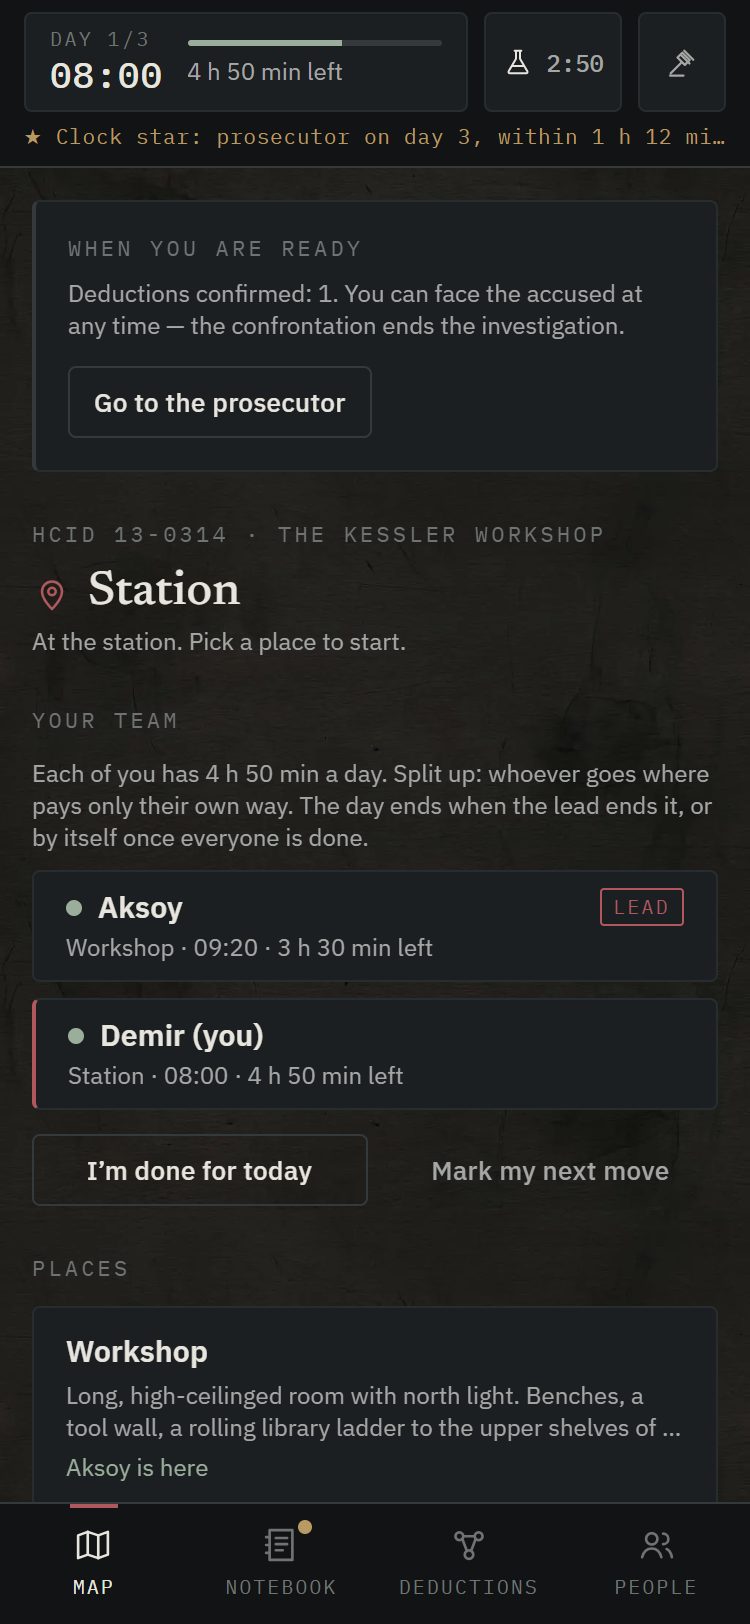 DAY 1/3
08:00
4 h 50 min left
2:50
★ Clock star: prosecutor on day 3, within 1 h 12 mi…
WHEN YOU ARE READY
Deductions confirmed: 1. You can face the accused at
any time — the confrontation ends the investigation.
Go to the prosecutor
HCID 13-0314 · THE KESSLER WORKSHOP
Station
At the station. Pick a place to start.
YOUR TEAM
Each of you has 4 h 50 min a day. Split up: whoever goes where
pays only their own way. The day ends when the lead ends it, or
by itself once everyone is done.
Aksoy
LEAD
Workshop · 09:20 · 3 h 30 min left
Demir (you)
Station · 08:00 · 4 h 50 min left
I’m done for today
Mark my next move
PLACES
Workshop
Long, high-ceilinged room with north light. Benches, a
tool wall, a rolling library ladder to the upper shelves of …
Aksoy is here
MAP
NOTEBOOK
DEDUCTIONS
PEOPLE